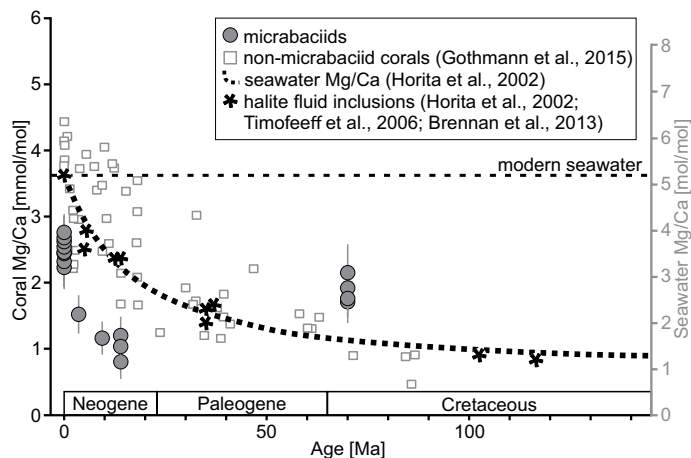 6
5
4
3
2
1
0
Coral Mg/Ca [mmol/mol]
micrabaciids
non-micrabaciid corals (Gothmann et al., 2015)
seawater Mg/Ca (Horita et al. 2002)
halite fluid inclusions (Horita et al., 2002;
Timofeeff et al., 2006; Brennan et al., 2013)
modern seawater
8
7
6
5
4
3
2
1
0
Seawater Mg/Ca [mol/mol]
Neogene
Paleogene
Cretaceous
0
50
100
Age [Ma]